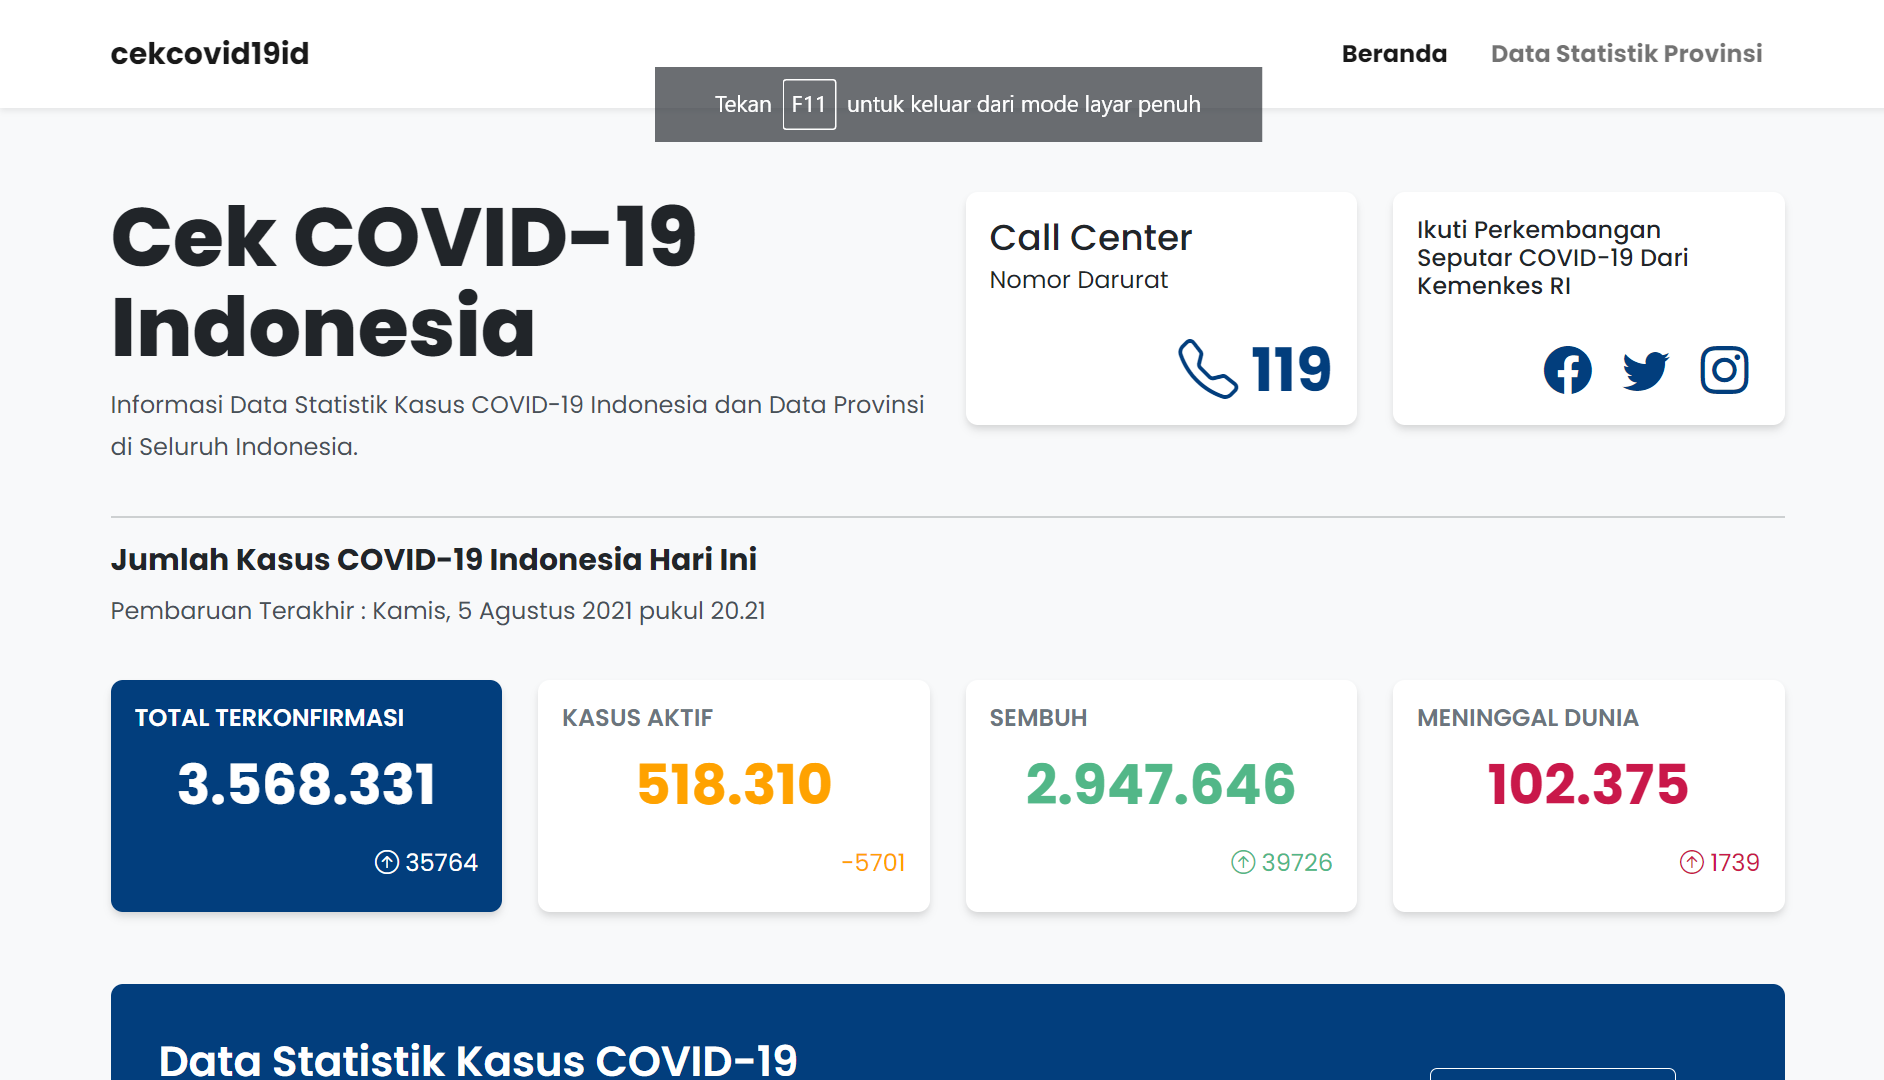 cekcovid19id
Beranda
Data Statistik Provinsi
Tekan F11 untuk keluar dari mode layar penuh
Cek COVID-19
Indonesia
Informasi Data Statistik Kasus COVID-19 Indonesia dan Data Provinsi
di Seluruh Indonesia.
Call Center
Nomor Darurat
119
Ikuti Perkembangan
Seputar COVID-19 Dari
Kemenkes RI
Jumlah Kasus COVID-19 Indonesia Hari Ini
Pembaruan Terakhir : Kamis, 5 Agustus 2021 pukul 20.21
TOTAL TERKONFIRMASI
3.568.331
35764
KASUS AKTIF
518.310
-5701
SEMBUH
2.947.646
39726
MENINGGAL DUNIA
102.375
1739
Data Statistik Kasus COVID-19